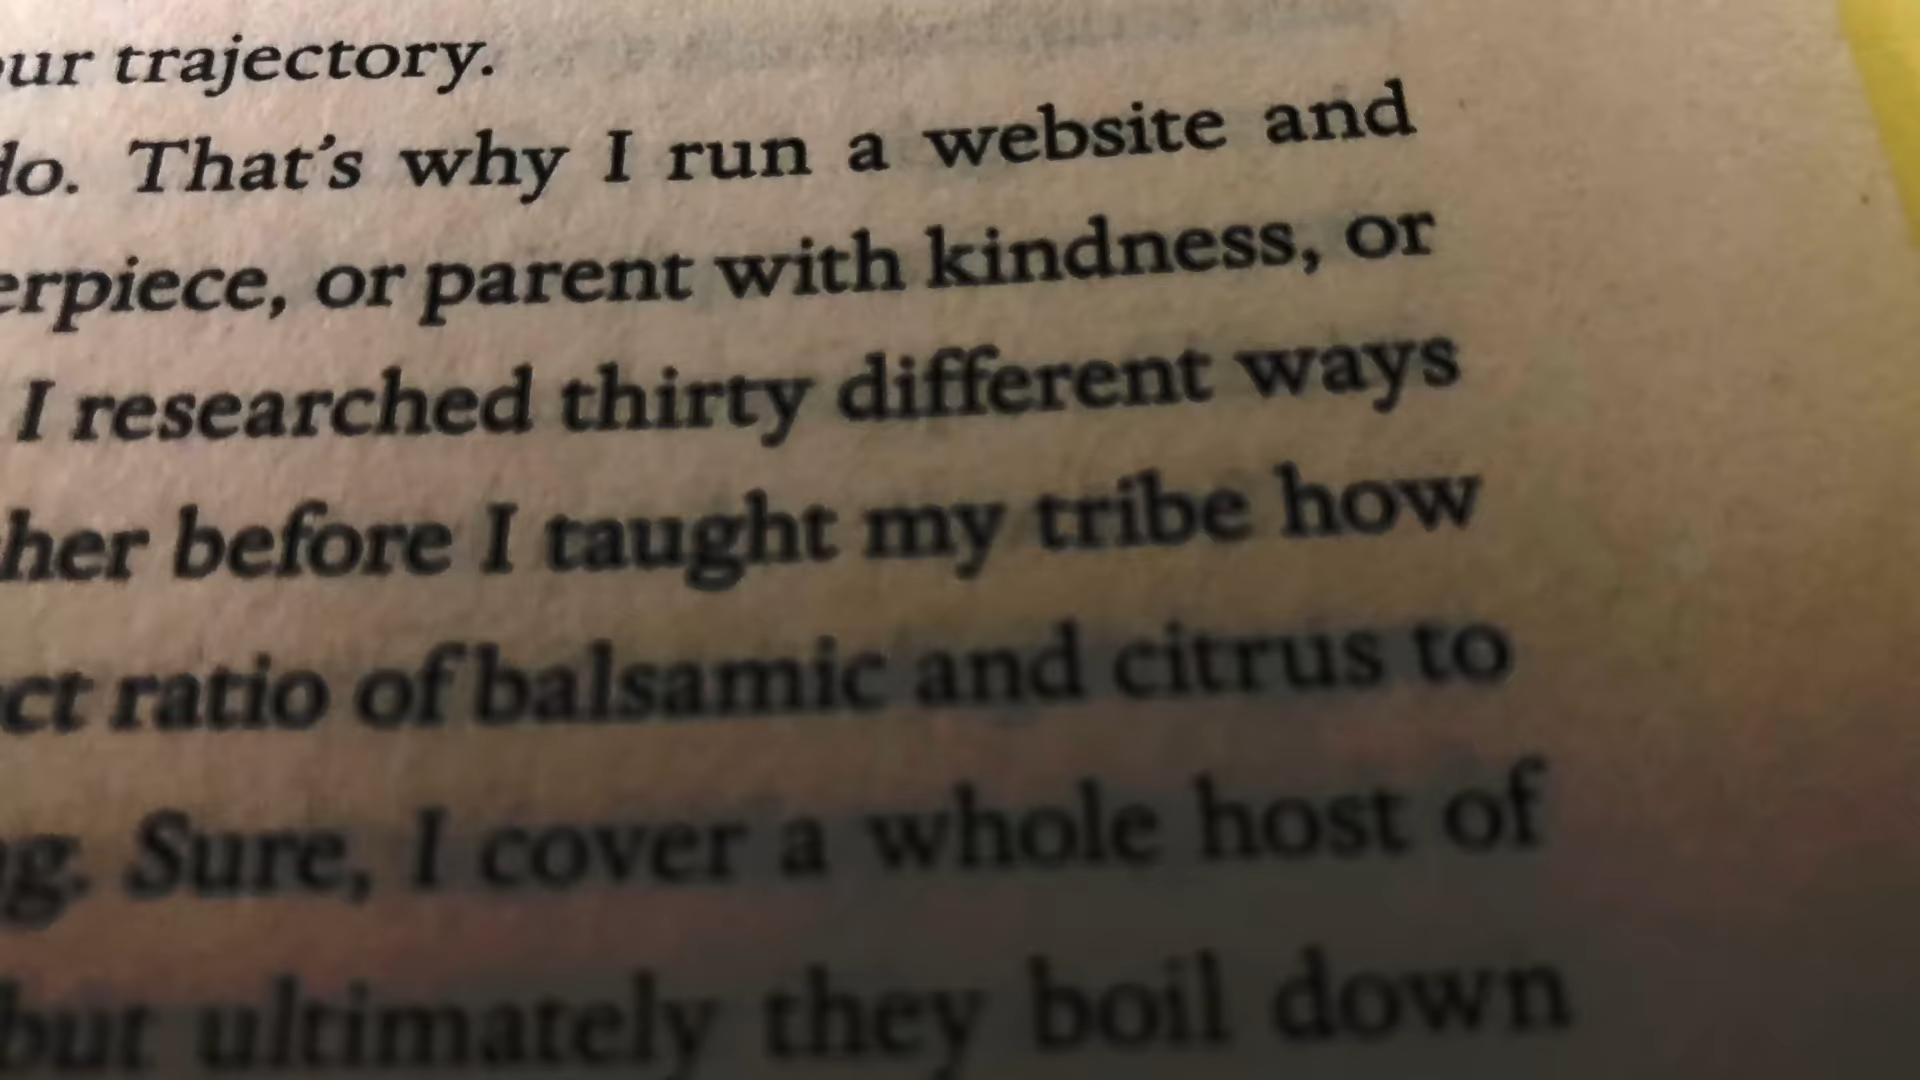 ur trajectory.
do. That's why I run a website and
erpiece, or parent with kindness, or
I researched thirty different ways
her before I taught my tribe how
ct ratio of balsamic and citrus to
g. Sure, I cover a whole host of
but ultimately they boil down